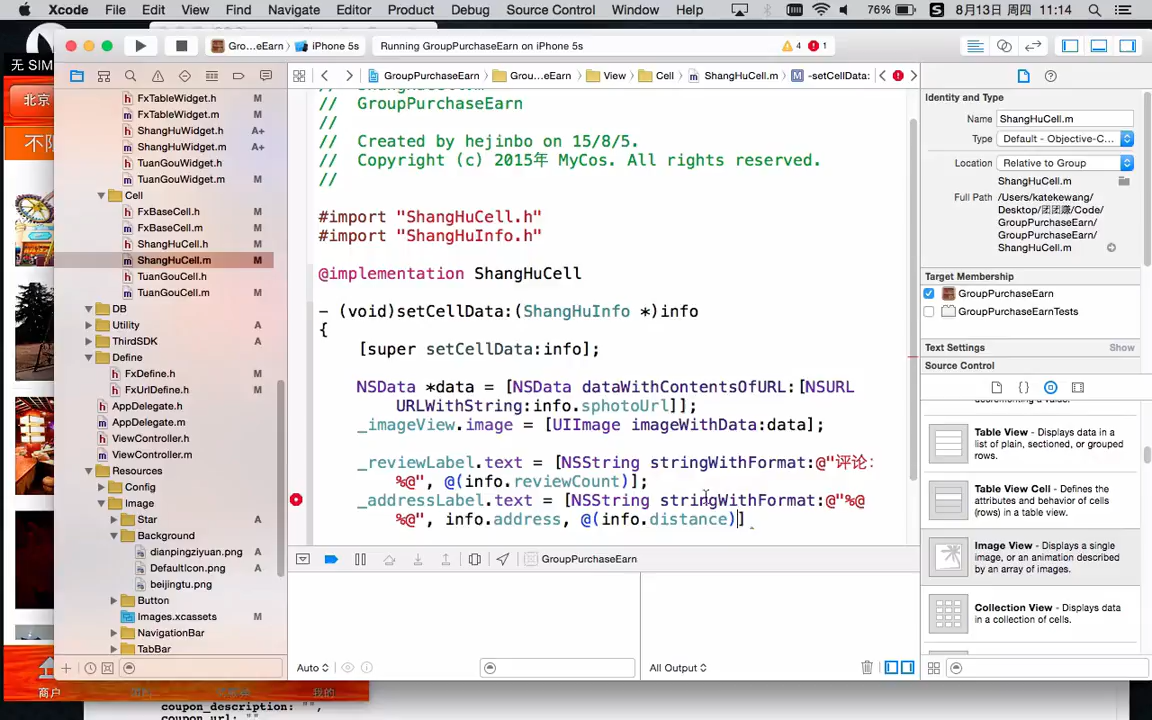 Xcode File Edit View Find Navigate Editor Product Debug Source Control Window Help 76% 8月13日 周四 11:14
Gro...eEarn iPhone 5s Running GroupPurchaseEarn on iPhone 5s 4 1
GroupPurchaseEarn Grou...eEarn View Cell ShangHuCell.m M -setCellData:
无 SIM
北京
不限
商户
我的
FxTableWidget.h M
FxTableWidget.m M
ShangHuWidget.h A+
ShangHuWidget.m A+
TuanGouWidget.h M
TuanGouWidget.m M
Cell
FxBaseCell.h M
FxBaseCell.m M
ShangHuCell.h M
ShangHuCell.m M
TuanGouCell.h M
TuanGouCell.m M
DB
Utility A
ThirdSDK A
Define
FxDefine.h M
FxUrlDefine.h M
AppDelegate.h M
AppDelegate.m M
ViewController.h M
ViewController.m M
Resources
Config
Image
Star A
Background
dianpingziyuan.png A
DefaultIcon.png A
beijingtu.png
Button
Images.xcassets M
NavigationBar
TabBar
// GroupPurchaseEarn
//
// Created by hejinbo on 15/8/5.
// Copyright (c) 2015年 MyCos. All rights reserved.
//
#import "ShangHuCell.h"
#import "ShangHuInfo.h"
@implementation ShangHuCell
- (void)setCellData:(ShangHuInfo *)info
{
[super setCellData:info];
NSData *data = [NSData dataWithContentsOfURL:[NSURL
URLWithString:info.sphotoUrl]];
_imageView.image = [UIImage imageWithData:data];
_reviewLabel.text = [NSString stringWithFormat:@"评论:
%@", @(info.reviewCount)];
_addressLabel.text = [NSString stringWithFormat:@"%@
%@", info.address, @(info.distance)]
GroupPurchaseEarn
Auto
All Output
Identity and Type
Name ShangHuCell.m
Type Default - Objective-C...
Location Relative to Group
ShangHuCell.m
Full Path /Users/katekewang/
Desktop/团团赚/Code/
GroupPurchaseEarn/
GroupPurchaseEarn/
ShangHuCell.m
Target Membership
GroupPurchaseEarn
GroupPurchaseEarnTests
Text Settings Show
Source Control
Table View - Displays data in a
list of plain, sectioned, or grouped
rows.
Table View Cell - Defines the
attributes and behavior of cells
(rows) in a table view.
Image View - Displays a single
image, or an animation described
by an array of images.
Collection View - Displays data
in a collection of cells.
coupon_description: "",
coupon_url: ""